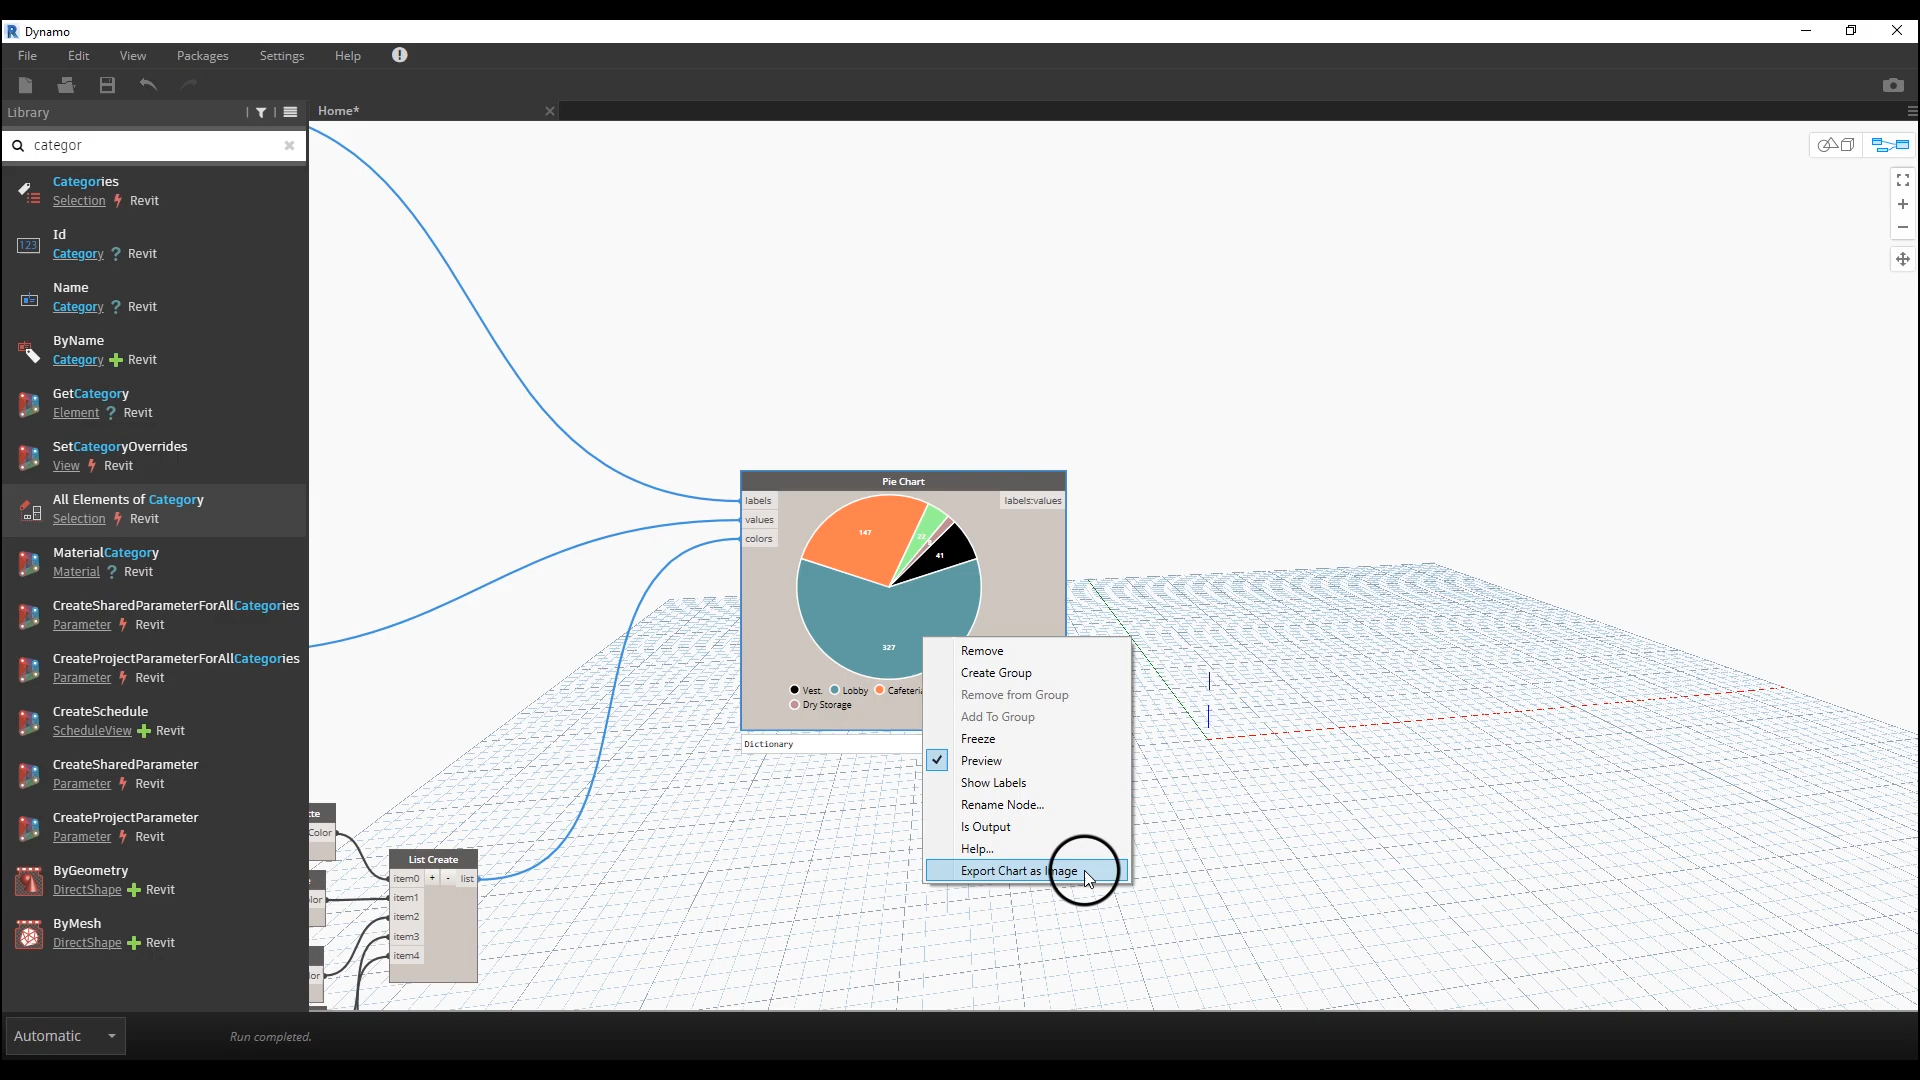 Dynamo
File Edit View Packages Settings Help
Library
Home*
categor
Categories
Selection Revit
Id
Category ? Revit
Name
Category ? Revit
ByName
Category Revit
GetCategory
Element ? Revit
SetCategoryOverrides
View Revit
All Elements of Category
Selection Revit
MaterialCategory
Material ? Revit
CreateSharedParameterForAllCategories
Parameter Revit
CreateProjectParameterForAllCategories
Parameter Revit
CreateSchedule
ScheduleView Revit
CreateSharedParameter
Parameter Revit
CreateProjectParameter
Parameter Revit
ByGeometry
DirectShape Revit
ByMesh
DirectShape Revit
Pie Chart
labels
values
colors
labels:values
147
22
41
327
Vest. Lobby Cafeteria
Dry Storage
Dictionary
Remove
Create Group
Remove from Group
Add To Group
Freeze
Preview
Show Labels
Rename Node...
Is Output
Help...
Export Chart as Image
Color
List Create
item0 + - list
item1
item2
item3
item4
Automatic
Run completed.